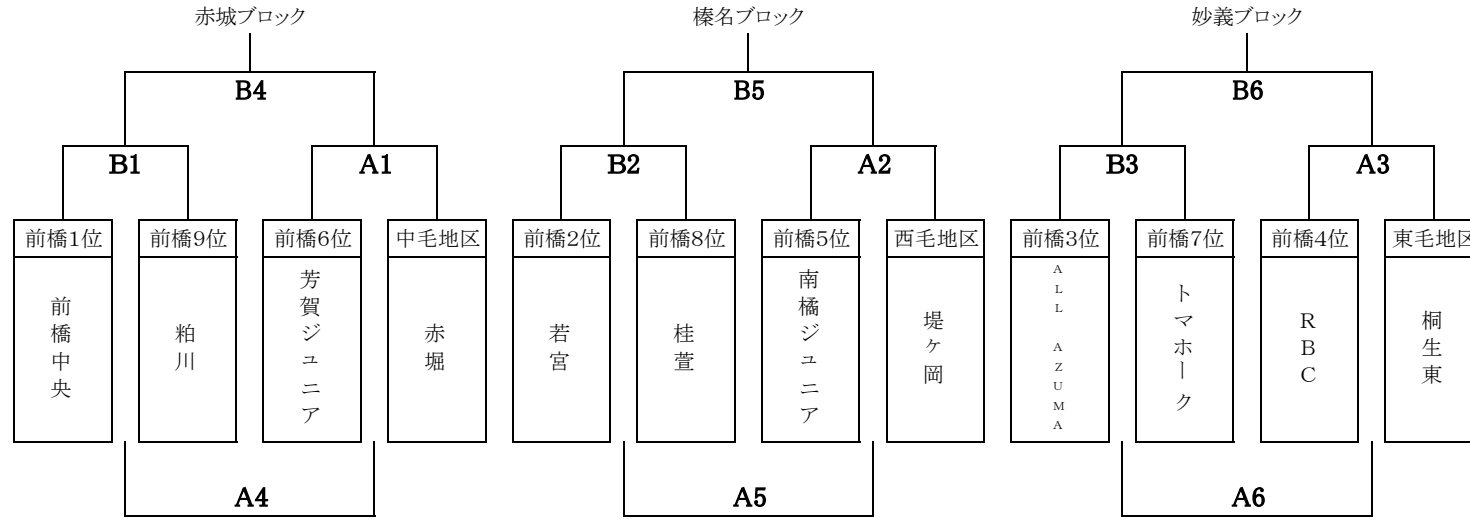 赤城ブロック 榛名ブロック 妙義ブロック
B4 B5 B6
B1 A1 B2 A2 B3 A3
前橋1位 前橋9位 前橋6位 中毛地区 前橋2位 前橋8位 前橋5位 西毛地区 前橋3位 前橋7位 前橋4位 東毛地区
前橋中央
粕川
芳賀ジュニア
赤堀
若宮
桂萱
南橘ジュニア
堤ケ岡
ALL AZUMA
トマホーク
RBC
桐生東
A4 A5 A6